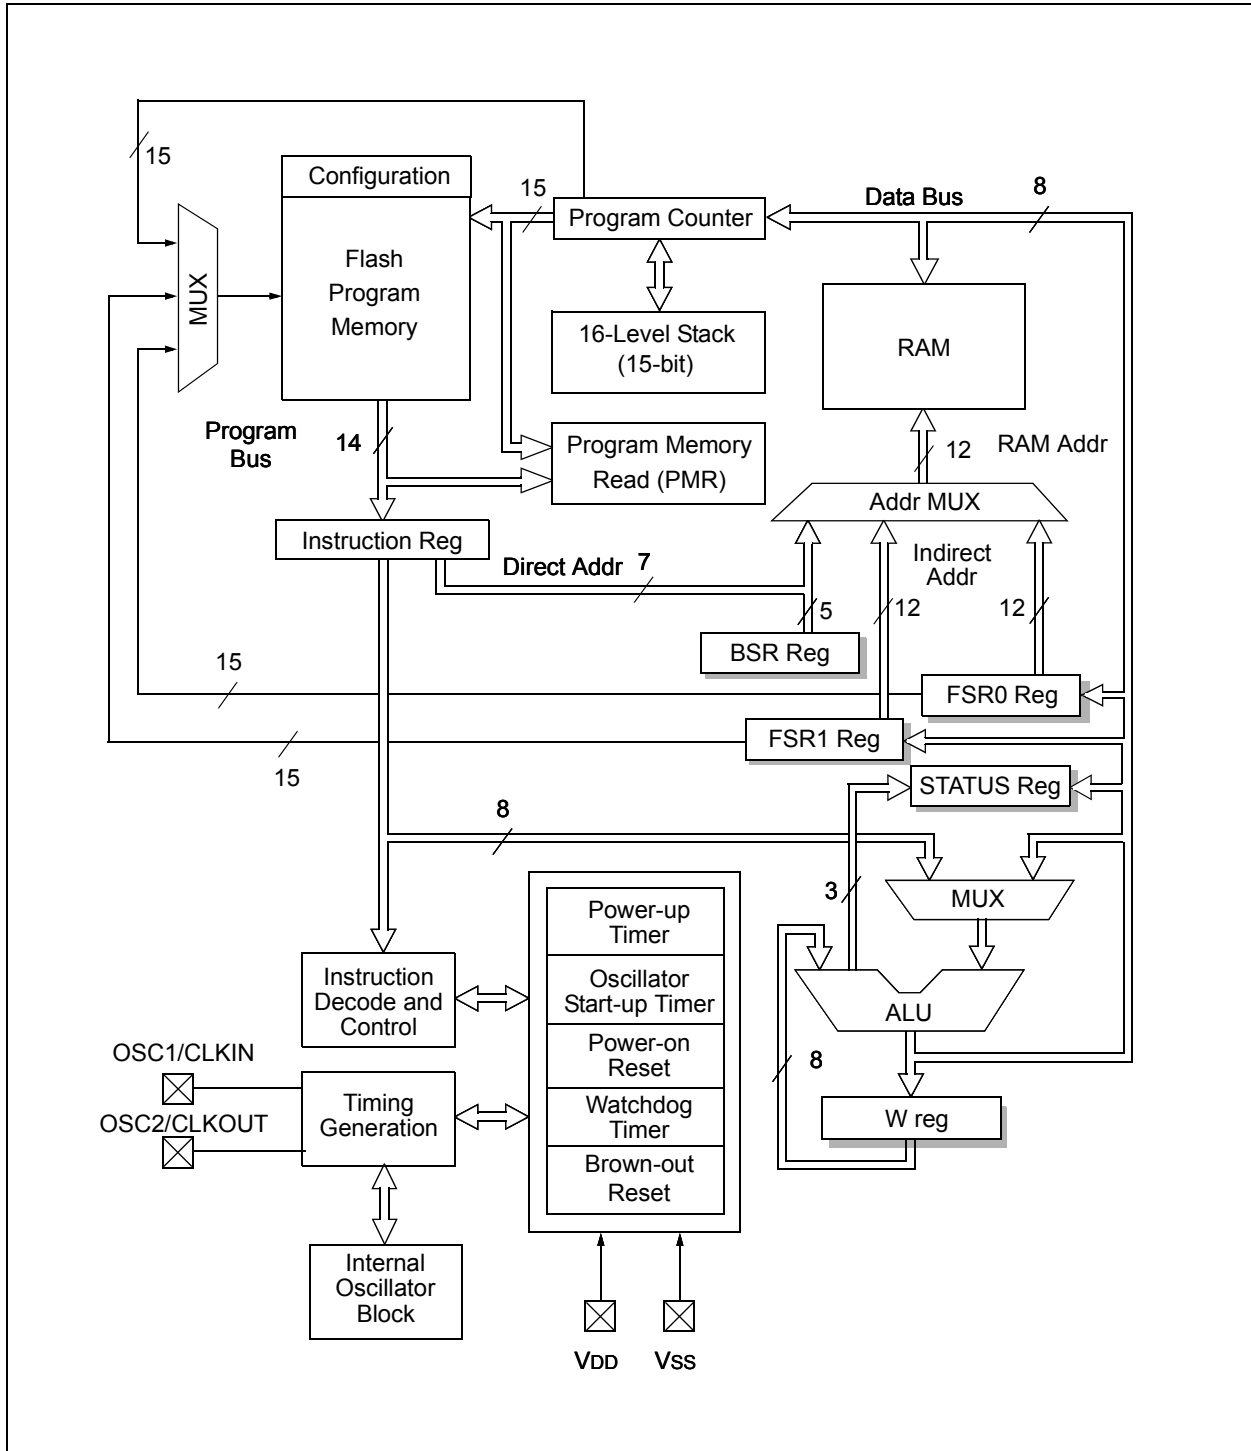 15
Configuration
15
Data Bus
8
Program Counter
Flash
Program
Memory
MUX
16-Level Stack
(15-bit)
RAM
Program
Bus
14
Program Memory
Read (PMR)
12
RAM Addr
Addr MUX
Instruction Reg
Direct Addr
7
Indirect
Addr
5
12
12
BSR Reg
15
FSR0 Reg
FSR1 Reg
15
STATUS Reg
8
3
MUX
Power-up
Timer
Instruction
Decode and
Control
Oscillator
Start-up Timer
ALU
Power-on
Reset
8
OSC1/CLKIN
Timing
Generation
Watchdog
Timer
W reg
OSC2/CLKOUT
Brown-out
Reset
Internal
Oscillator
Block
VDD
VSS